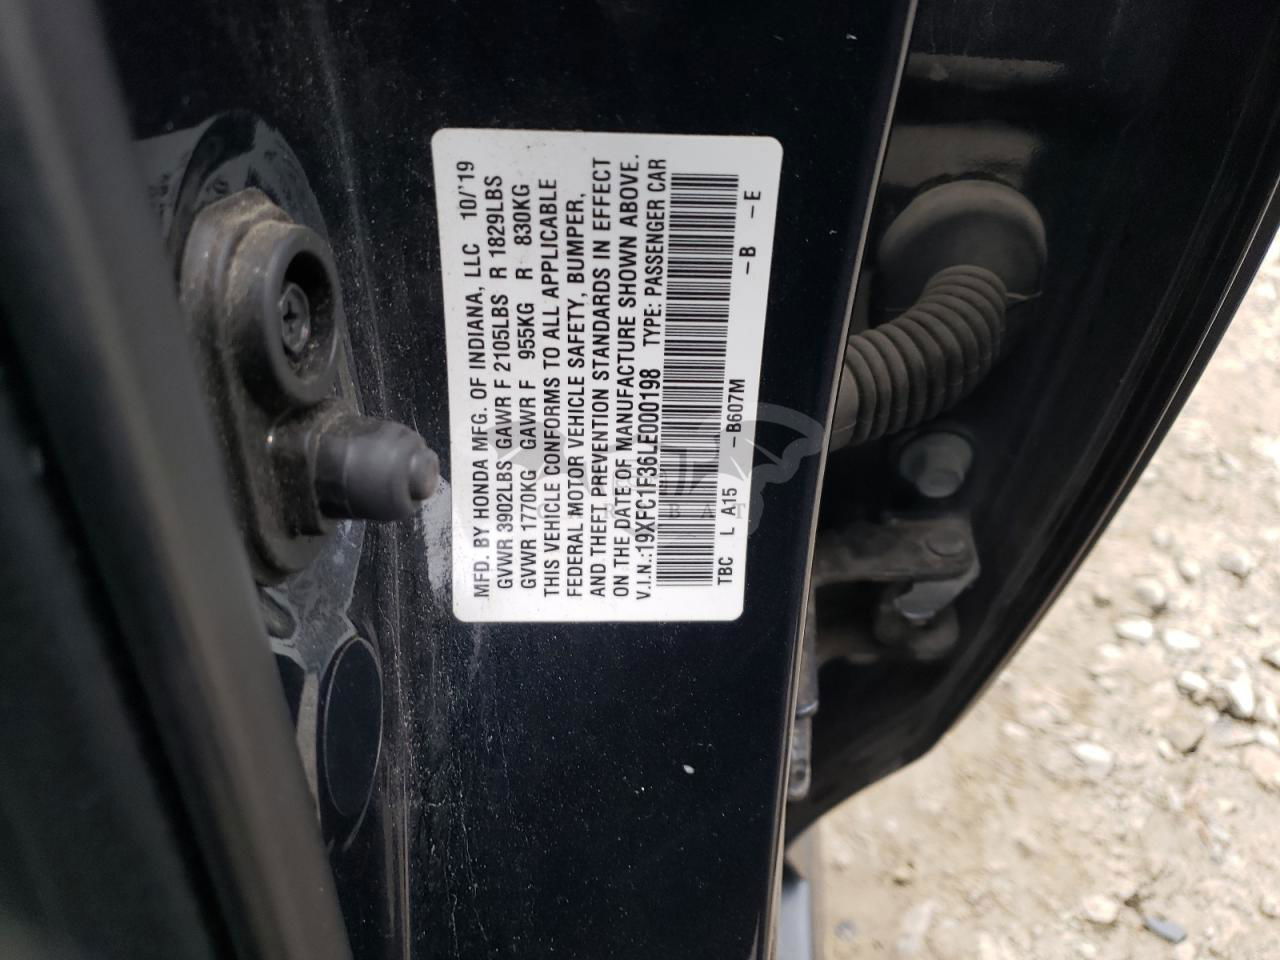 MFD. BY HONDA MFG. OF INDIANA, LLC 10/'19
GVWR 3902LBS GAWR F 2105LBS R 1829LBS
GVWR 1770KG GAWR F 955KG R 830KG
THIS VEHICLE CONFORMS TO ALL APPLICABLE
FEDERAL MOTOR VEHICLE SAFETY, BUMPER,
AND THEFT PREVENTION STANDARDS IN EFFECT
ON THE DATE OF MANUFACTURE SHOWN ABOVE.
V.I.N.:19XFC1F36LE000198 TYPE: PASSENGER CAR
TBC L A15 -B607M -B -E
CARBAT